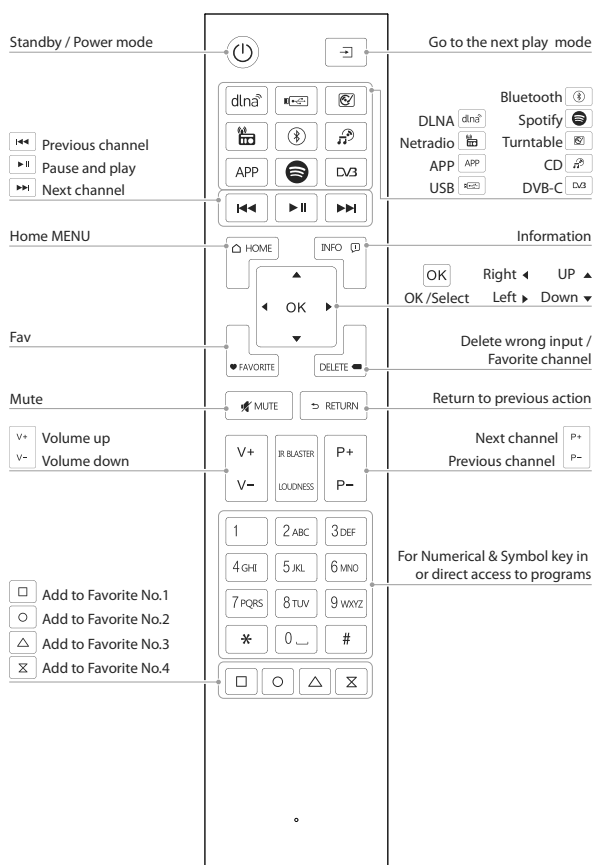 Standby / Power mode
Go to the next play mode
dlna
Bluetooth
DLNA dlna Spotify
Netradio Turntable
APP APP CD
USB DVB-C DVB
Previous channel
Pause and play
Next channel
APP DVB
Home MENU
HOME INFO
Information
OK Right UP
OK /Select Left Down
OK
Fav
Delete wrong input /
Favorite channel
FAVORITE DELETE
Mute
MUTE RETURN
Return to previous action
V+ Volume up
V− Volume down
V+ IR BLASTER P+
V− LOUDNESS P−
Next channel P+
Previous channel P−
1 2 ABC 3 DEF
4 GHI 5 JKL 6 MNO
7 PQRS 8 TUV 9 WXYZ
* 0 #
For Numerical & Symbol key in
or direct access to programs
Add to Favorite No.1
Add to Favorite No.2
Add to Favorite No.3
Add to Favorite No.4